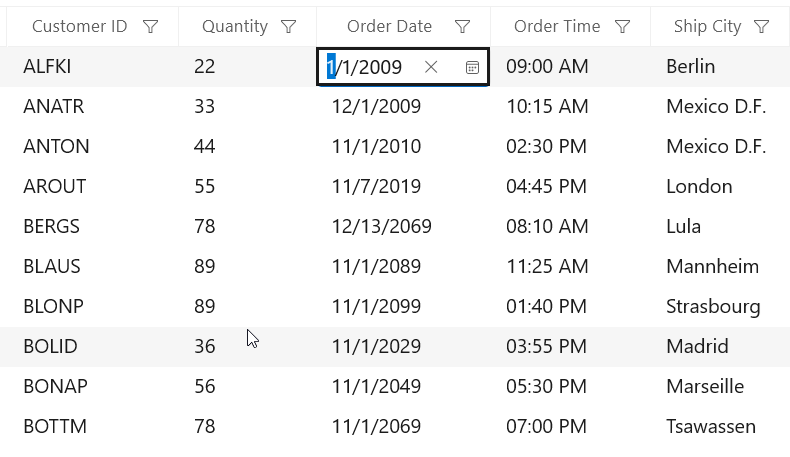 Customer ID Quantity Order Date Order Time Ship City
ALFKI 22 1/1/2009 09:00 AM Berlin
ANATR 33 12/1/2009 10:15 AM Mexico D.F.
ANTON 44 11/1/2010 02:30 PM Mexico D.F.
AROUT 55 11/7/2019 04:45 PM London
BERGS 78 12/13/2069 08:10 AM Lula
BLAUS 89 11/1/2089 11:25 AM Mannheim
BLONP 89 11/1/2099 01:40 PM Strasbourg
BOLID 36 11/1/2029 03:55 PM Madrid
BONAP 56 11/1/2049 05:30 PM Marseille
BOTTM 78 11/1/2069 07:00 PM Tsawassen